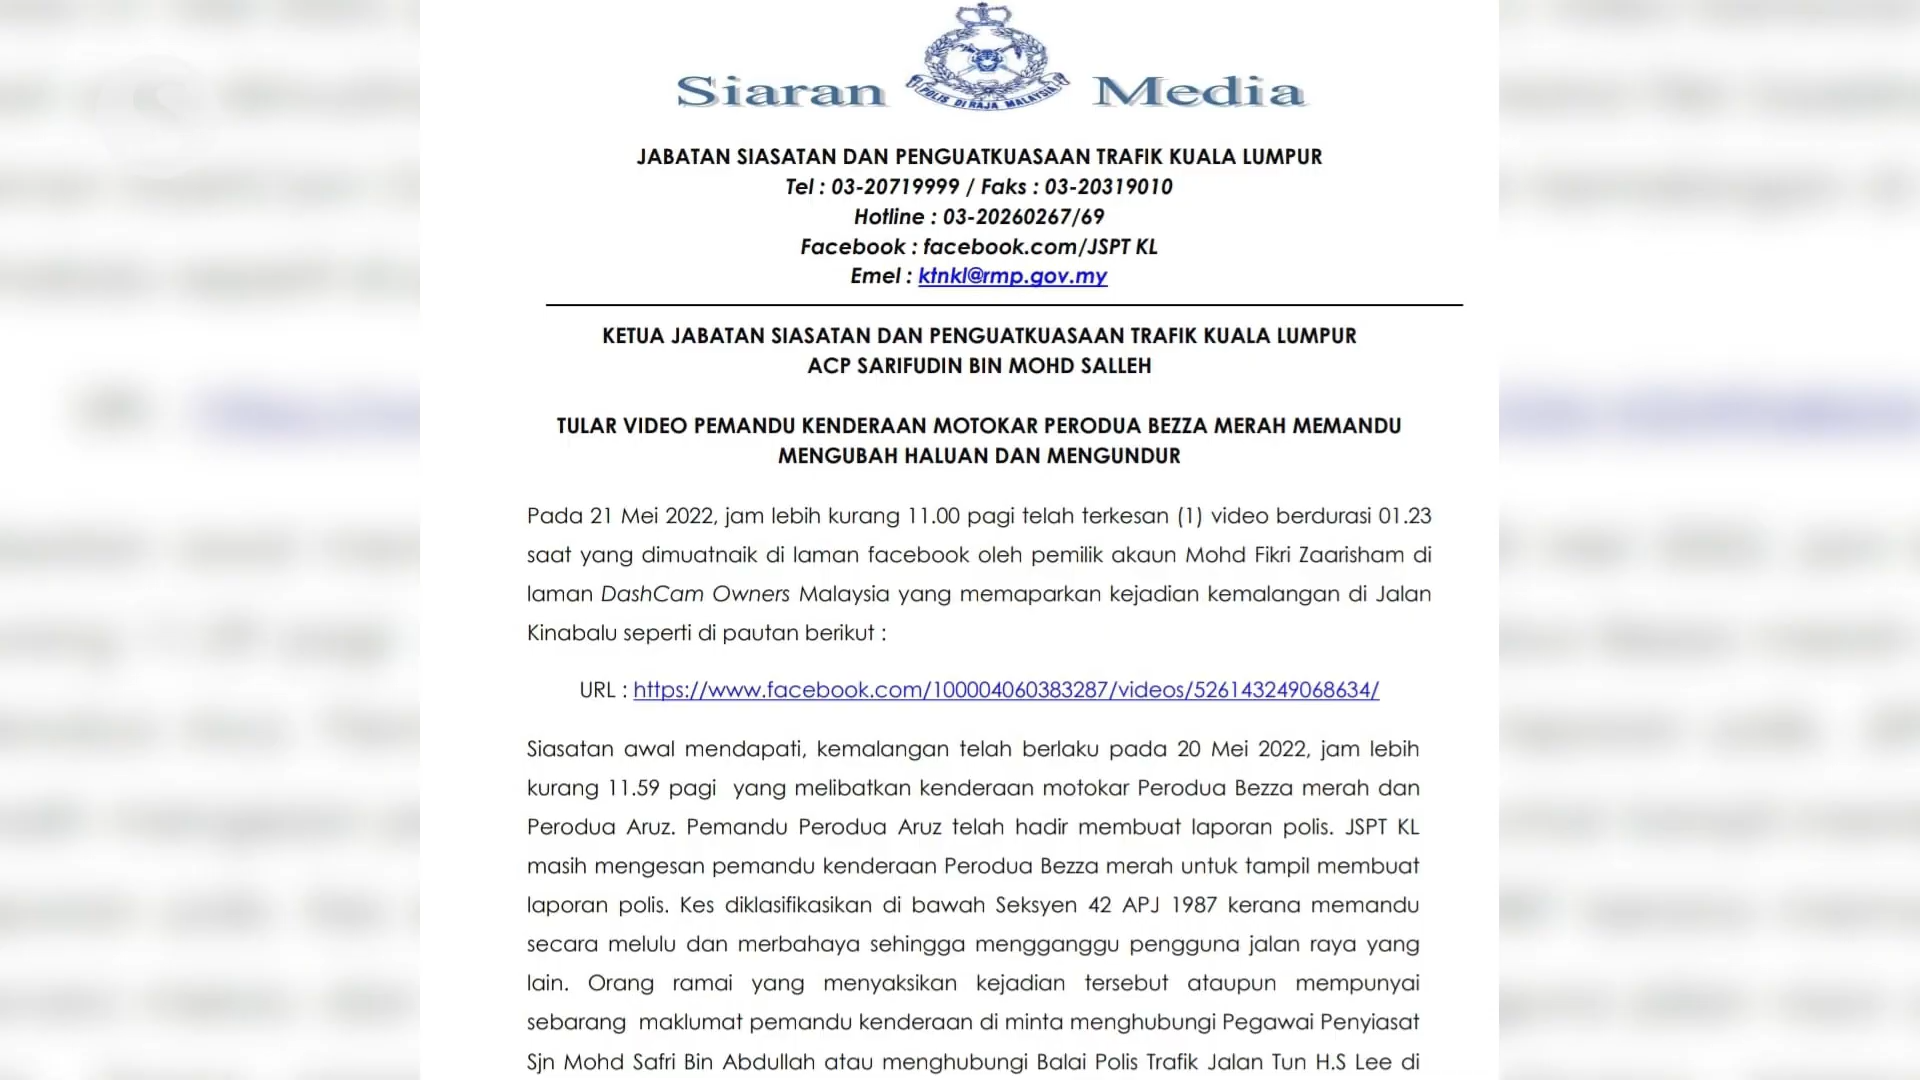 Siaran Media
POLIS DI RAJA MALAYSIA
JABATAN SIASATAN DAN PENGUATKUASAAN TRAFIK KUALA LUMPUR
Tel : 03-20719999 / Faks : 03-20319010
Hotline : 03-20260267/69
Facebook : facebook.com/JSPT KL
Emel : ktnkl@rmp.gov.my
KETUA JABATAN SIASATAN DAN PENGUATKUASAAN TRAFIK KUALA LUMPUR
ACP SARIFUDIN BIN MOHD SALLEH
TULAR VIDEO PEMANDU KENDERAAN MOTOKAR PERODUA BEZZA MERAH MEMANDU
MENGUBAH HALUAN DAN MENGUNDUR
Pada 21 Mei 2022, jam lebih kurang 11.00 pagi telah terkesan (1) video berdurasi 01.23
saat yang dimuatnaik di laman facebook oleh pemilik akaun Mohd Fikri Zaarisham di
laman DashCam Owners Malaysia yang memaparkan kejadian kemalangan di Jalan
Kinabalu seperti di pautan berikut :
URL : https://www.facebook.com/100004060383287/videos/526143249068634/
Siasatan awal mendapati, kemalangan telah berlaku pada 20 Mei 2022, jam lebih
kurang 11.59 pagi yang melibatkan kenderaan motokar Perodua Bezza merah dan
Perodua Aruz. Pemandu Perodua Aruz telah hadir membuat laporan polis. JSPT KL
masih mengesan pemandu kenderaan Perodua Bezza merah untuk tampil membuat
laporan polis. Kes diklasifikasikan di bawah Seksyen 42 APJ 1987 kerana memandu
secara melulu dan merbahaya sehingga mengganggu pengguna jalan raya yang
lain. Orang ramai yang menyaksikan kejadian tersebut ataupun mempunyai
sebarang maklumat pemandu kenderaan di minta menghubungi Pegawai Penyiasat
Sjn Mohd Safri Bin Abdullah atau menghubungi Balai Polis Trafik Jalan Tun H.S Lee di